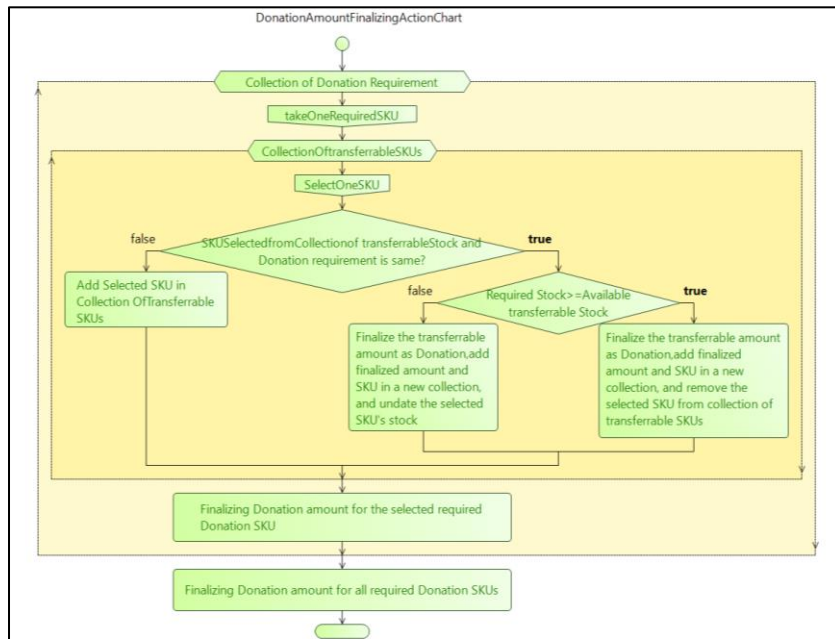 DonationAmountFinalizingActionChart
Collection of Donation Requirement
takeOneRequiredSKU
CollectionOftransferrableSKUs
SelectOneSKU
false
SKUSelectedfromCollectionof transferrableStock and
Donation requirement is same?
true
Add Selected SKU in
Collection OfTransferrable
SKUs
false
Required Stock>=Available
transferrable Stock
true
Finalize the transferrable
amount as Donation,add
finalized amount and
SKU in a new collection,
and undate the selected
SKU's stock
Finalize the transferrable amount
as Donation,add finalized
amount and SKU in a new
collection, and remove the
selected SKU from collection of
transferrable SKUs
Finalizing Donation amount for the selected required
Donation SKU
Finalizing Donation amount for all required Donation SKUs